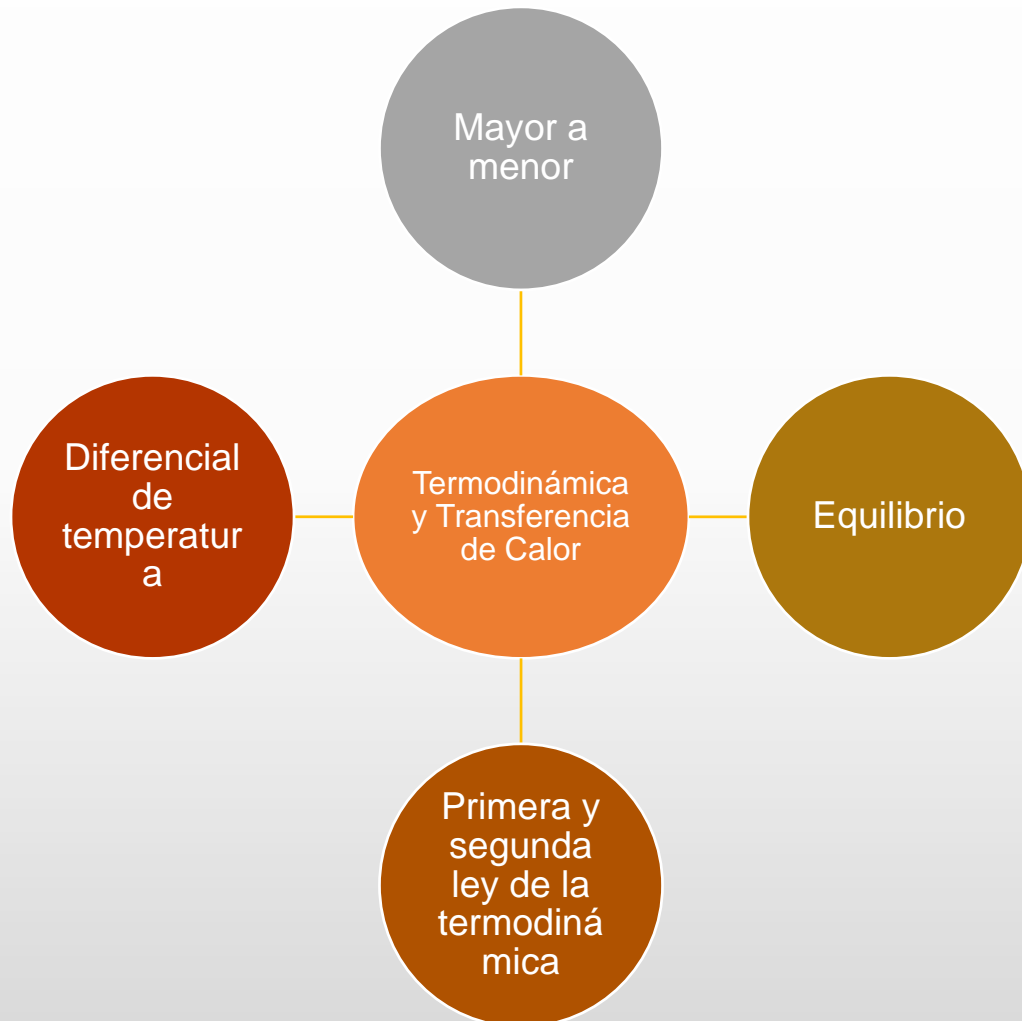 Mayor a
menor
Diferencial
de
temperatur
a
Termodinámica
y Transferencia
de Calor
Equilibrio
Primera y
segunda
ley de la
termodiná
mica